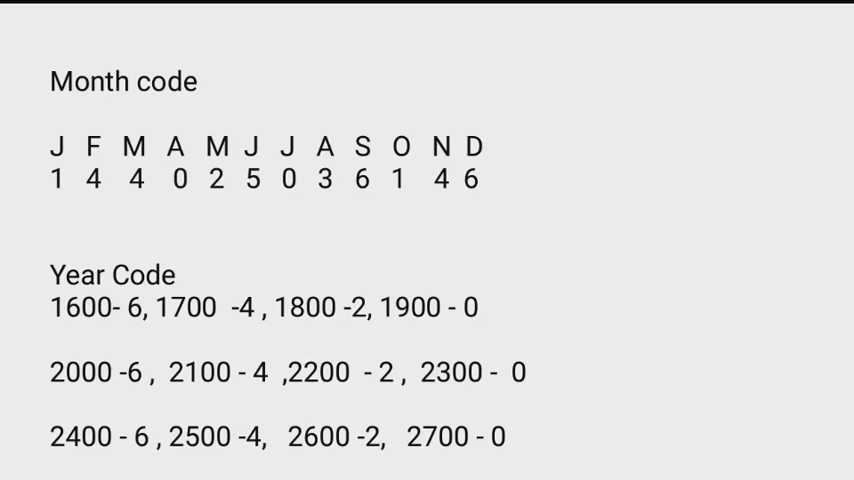 Month code
J F M A M J J A S O N D
1 4 4 0 2 5 0 3 6 1 4 6
Year Code
1600- 6, 1700 -4 , 1800 -2, 1900 - 0
2000 -6 , 2100 - 4 ,2200 - 2 , 2300 - 0
2400 - 6 , 2500 -4, 2600 -2, 2700 - 0